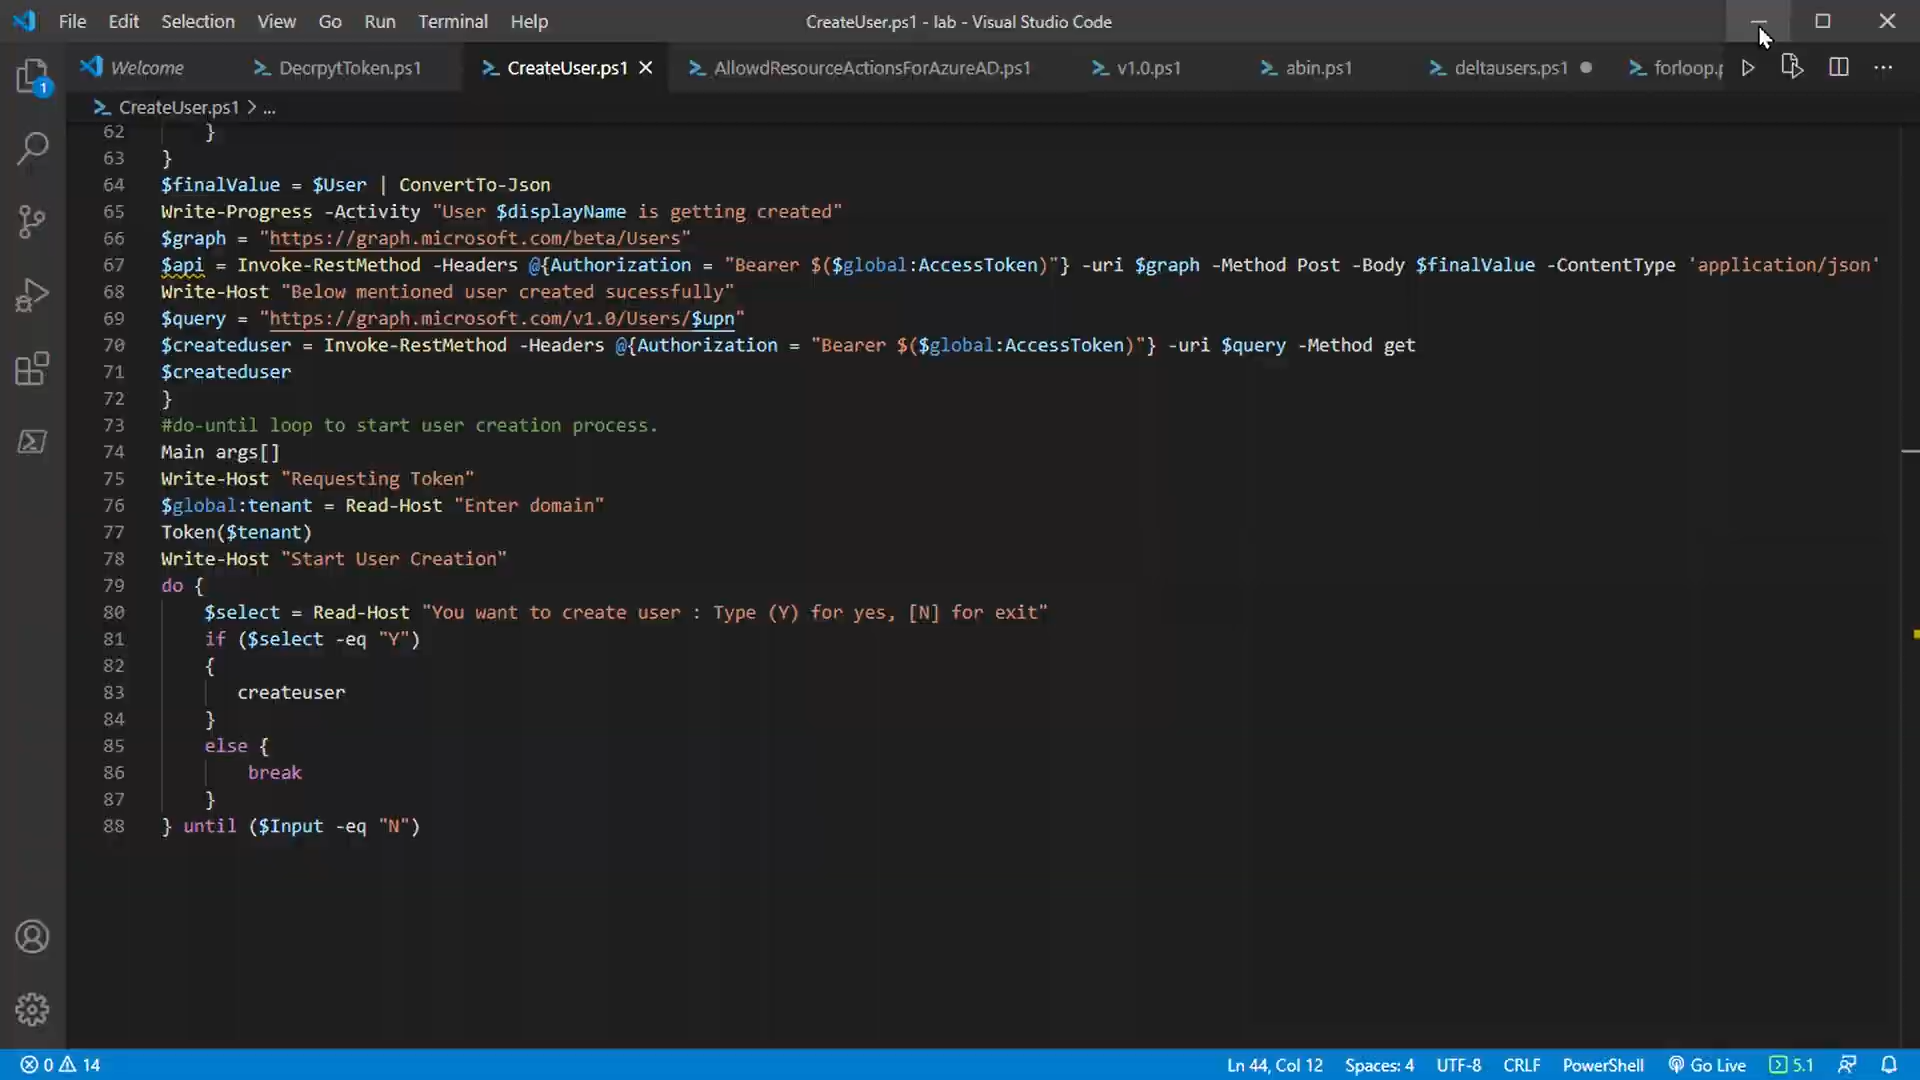 File Edit Selection View Go Run Terminal Help CreateUser.ps1 - lab - Visual Studio Code
Welcome DecrpytToken.ps1 CreateUser.ps1 AllowdResourceActionsForAzureAD.ps1 v1.0.ps1 abin.ps1 deltausers.ps1 forloop.p
1
CreateUser.ps1 > ...
62 }
63 }
64 $finalValue = $User | ConvertTo-Json
65 Write-Progress -Activity "User $displayName is getting created"
66 $graph = "https://graph.microsoft.com/beta/Users"
67 $api = Invoke-RestMethod -Headers @{Authorization = "Bearer $($global:AccessToken)"} -uri $graph -Method Post -Body $finalValue -ContentType 'application/json'
68 Write-Host "Below mentioned user created sucessfully"
69 $query = "https://graph.microsoft.com/v1.0/Users/$upn"
70 $createduser = Invoke-RestMethod -Headers @{Authorization = "Bearer $($global:AccessToken)"} -uri $query -Method get
71 $createduser
72 }
73 #do-until loop to start user creation process.
74 Main args[]
75 Write-Host "Requesting Token"
76 $global:tenant = Read-Host "Enter domain"
77 Token($tenant)
78 Write-Host "Start User Creation"
79 do {
80 $select = Read-Host "You want to create user : Type (Y) for yes, [N] for exit"
81 if ($select -eq "Y")
82 {
83 createuser
84 }
85 else {
86 break
87 }
88 } until ($Input -eq "N")
0 14 Ln 44, Col 12 Spaces: 4 UTF-8 CRLF PowerShell Go Live 5.1